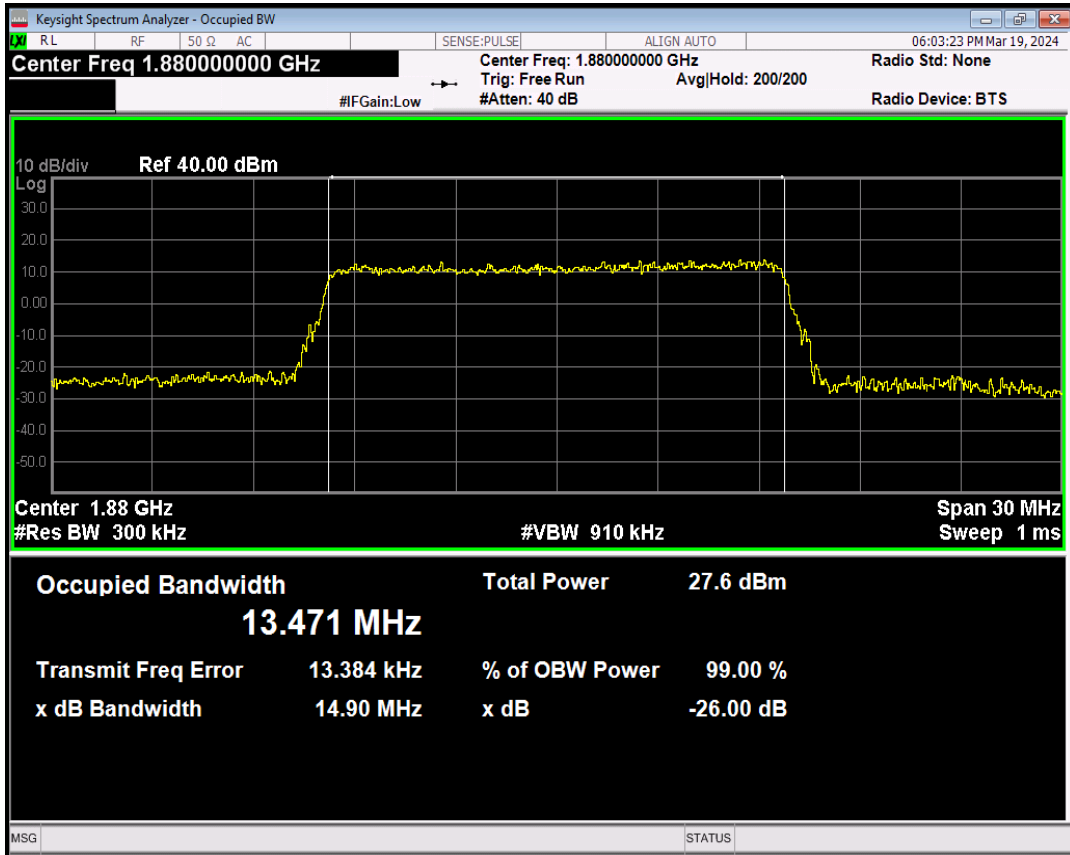 Keysight Spectrum Analyzer - Occupied BW
LXI RL RF 50 Ω AC SENSE:PULSE ALIGN AUTO 06:03:23 PM Mar 19, 2024
Center Freq 1.880000000 GHz Center Freq: 1.880000000 GHz Radio Std: None
Trig: Free Run Avg|Hold: 200/200
#IFGain:Low #Atten: 40 dB Radio Device: BTS
10 dB/div Ref 40.00 dBm
Log
30.0
20.0
10.0
0.00
-10.0
-20.0
-30.0
-40.0
-50.0
Center 1.88 GHz Span 30 MHz
#Res BW 300 kHz #VBW 910 kHz Sweep 1 ms
Occupied Bandwidth Total Power 27.6 dBm
13.471 MHz
Transmit Freq Error 13.384 kHz % of OBW Power 99.00 %
x dB Bandwidth 14.90 MHz x dB -26.00 dB
MSG STATUS